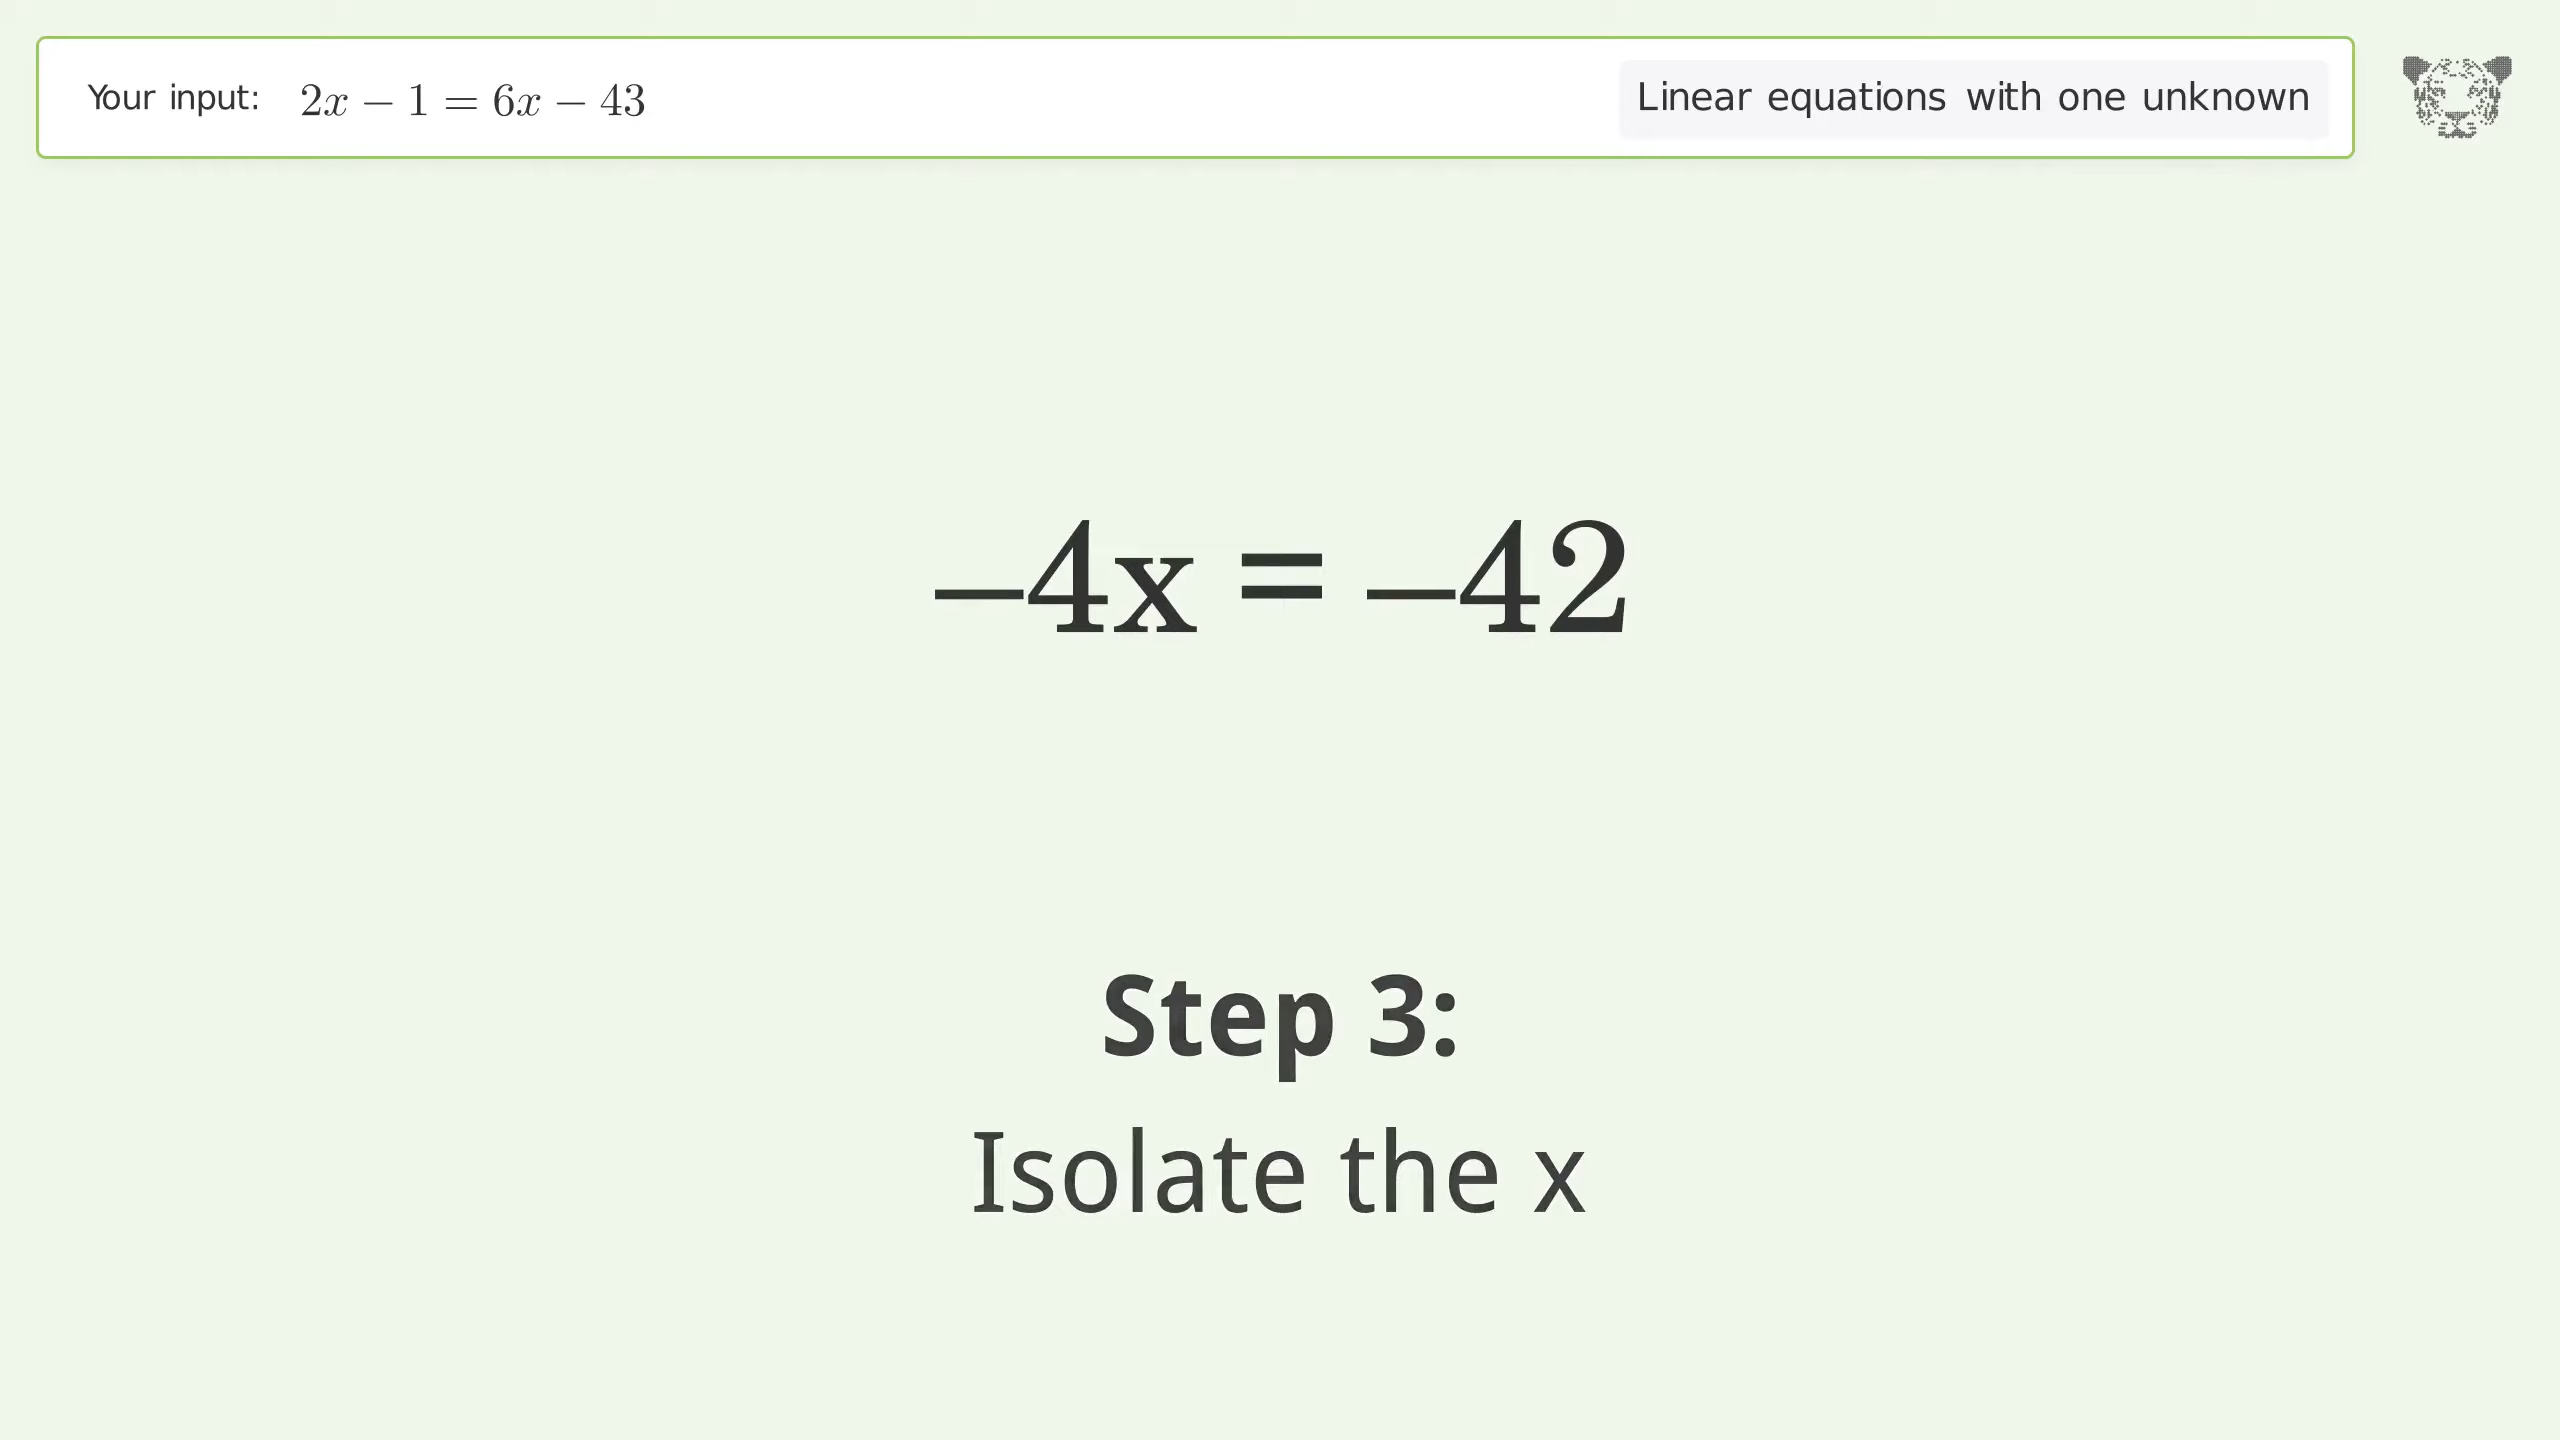 Your input: 2x − 1 = 6x − 43
Linear equations with one unknown
−4x = −42
Step 3:
Isolate the x